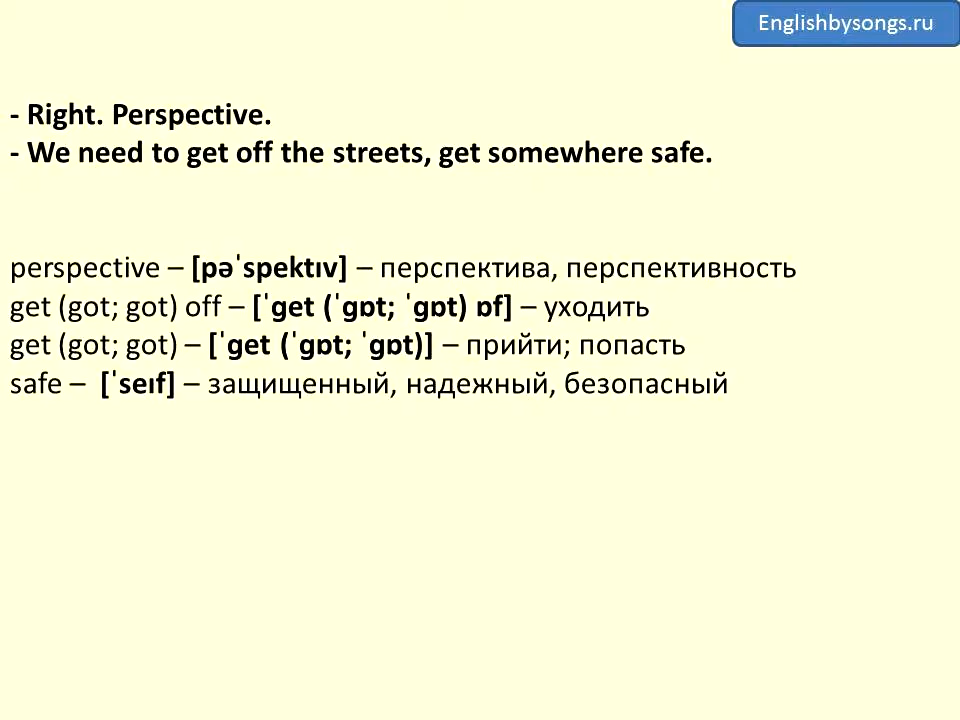 Englishbysongs.ru
- Right. Perspective.
- We need to get off the streets, get somewhere safe.
perspective – [pəˈspektɪv] – перспектива, перспективность
get (got; got) off – [ˈget (ˈgɒt; ˈgɒt) ɒf] – уходить
get (got; got) – [ˈget (ˈgɒt; ˈgɒt)] – прийти; попасть
safe – [ˈseɪf] – защищенный, надежный, безопасный